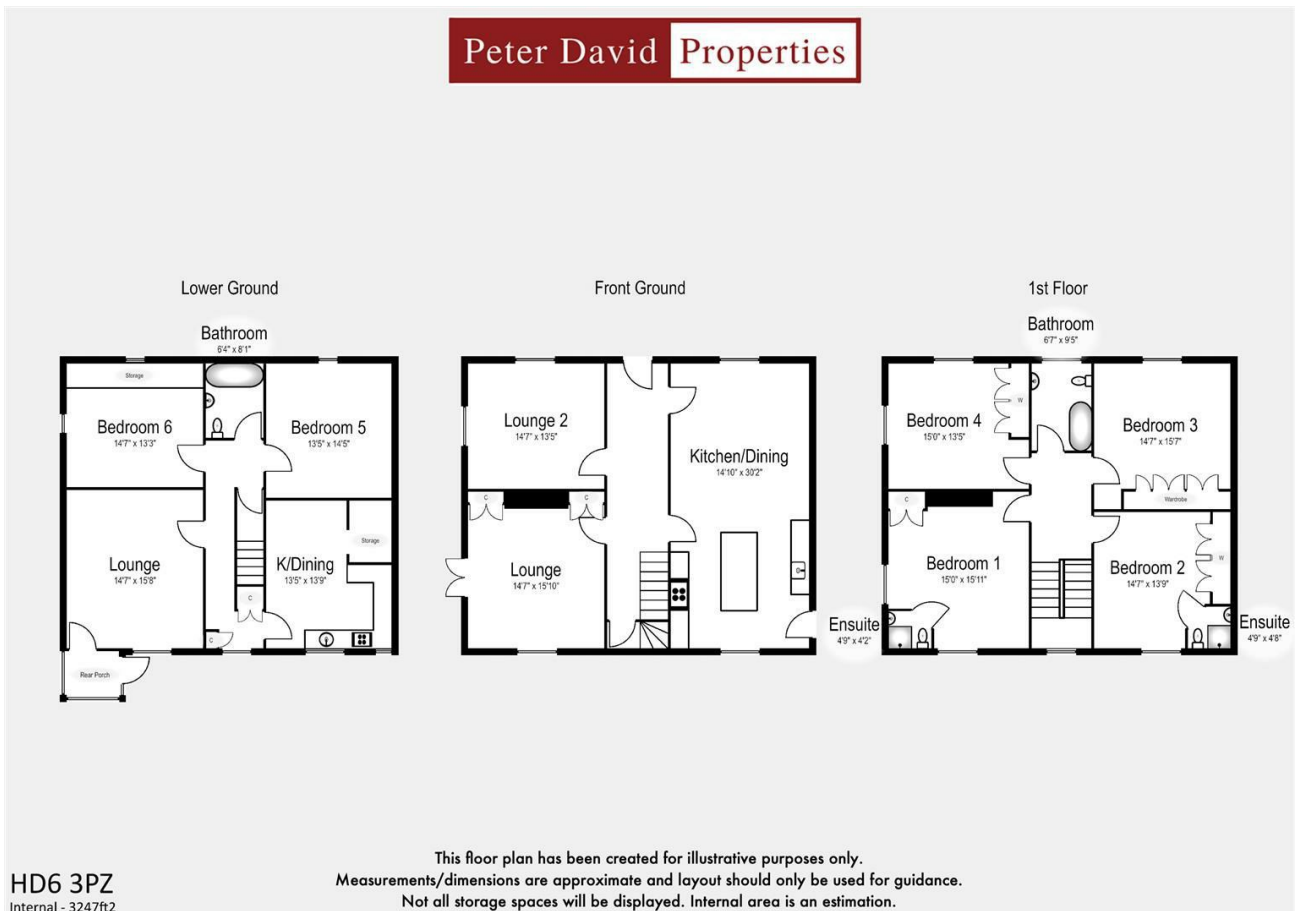 Peter David Properties
Lower Ground
Bathroom
6'4" x 8'1"
Storage
Bedroom 6
14'7" x 13'3"
Bedroom 5
13'5" x 14'5"
Lounge
14'7" x 15'8"
K/Dining
13'5" x 13'9"
Storage
C
C
Rear Porch
Front Ground
Lounge 2
14'7" x 13'5"
Kitchen/Dining
14'10" x 30'2"
C
C
Lounge
14'7" x 15'10"
1st Floor
Bathroom
6'7" x 9'5"
Bedroom 4
15'0" x 13'5"
W
Bedroom 3
14'7" x 15'7"
Wardrobe
C
Bedroom 1
15'0" x 15'11"
Bedroom 2
14'7" x 13'9"
W
Ensuite
4'9" x 4'2"
Ensuite
4'9" x 4'8"
This floor plan has been created for illustrative purposes only.
Measurements/dimensions are approximate and layout should only be used for guidance.
Not all storage spaces will be displayed. Internal area is an estimation.
HD6 3PZ
Internal - 3247ft2